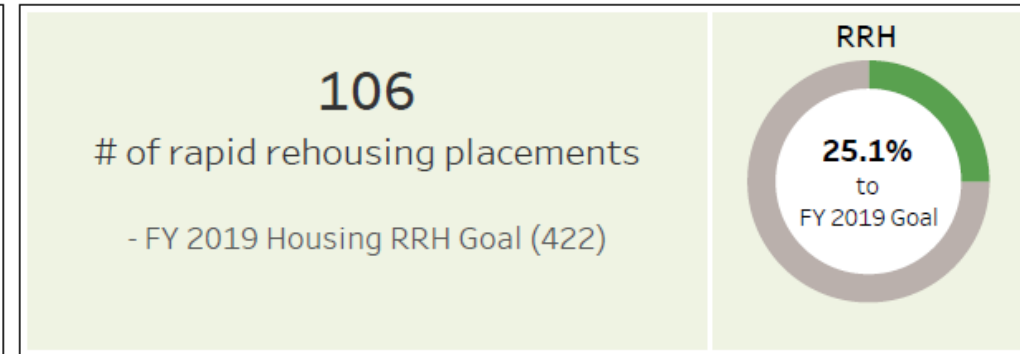 106
# of rapid rehousing placements
- FY 2019 Housing RRH Goal (422)
RRH
25.1%
to
FY 2019 Goal